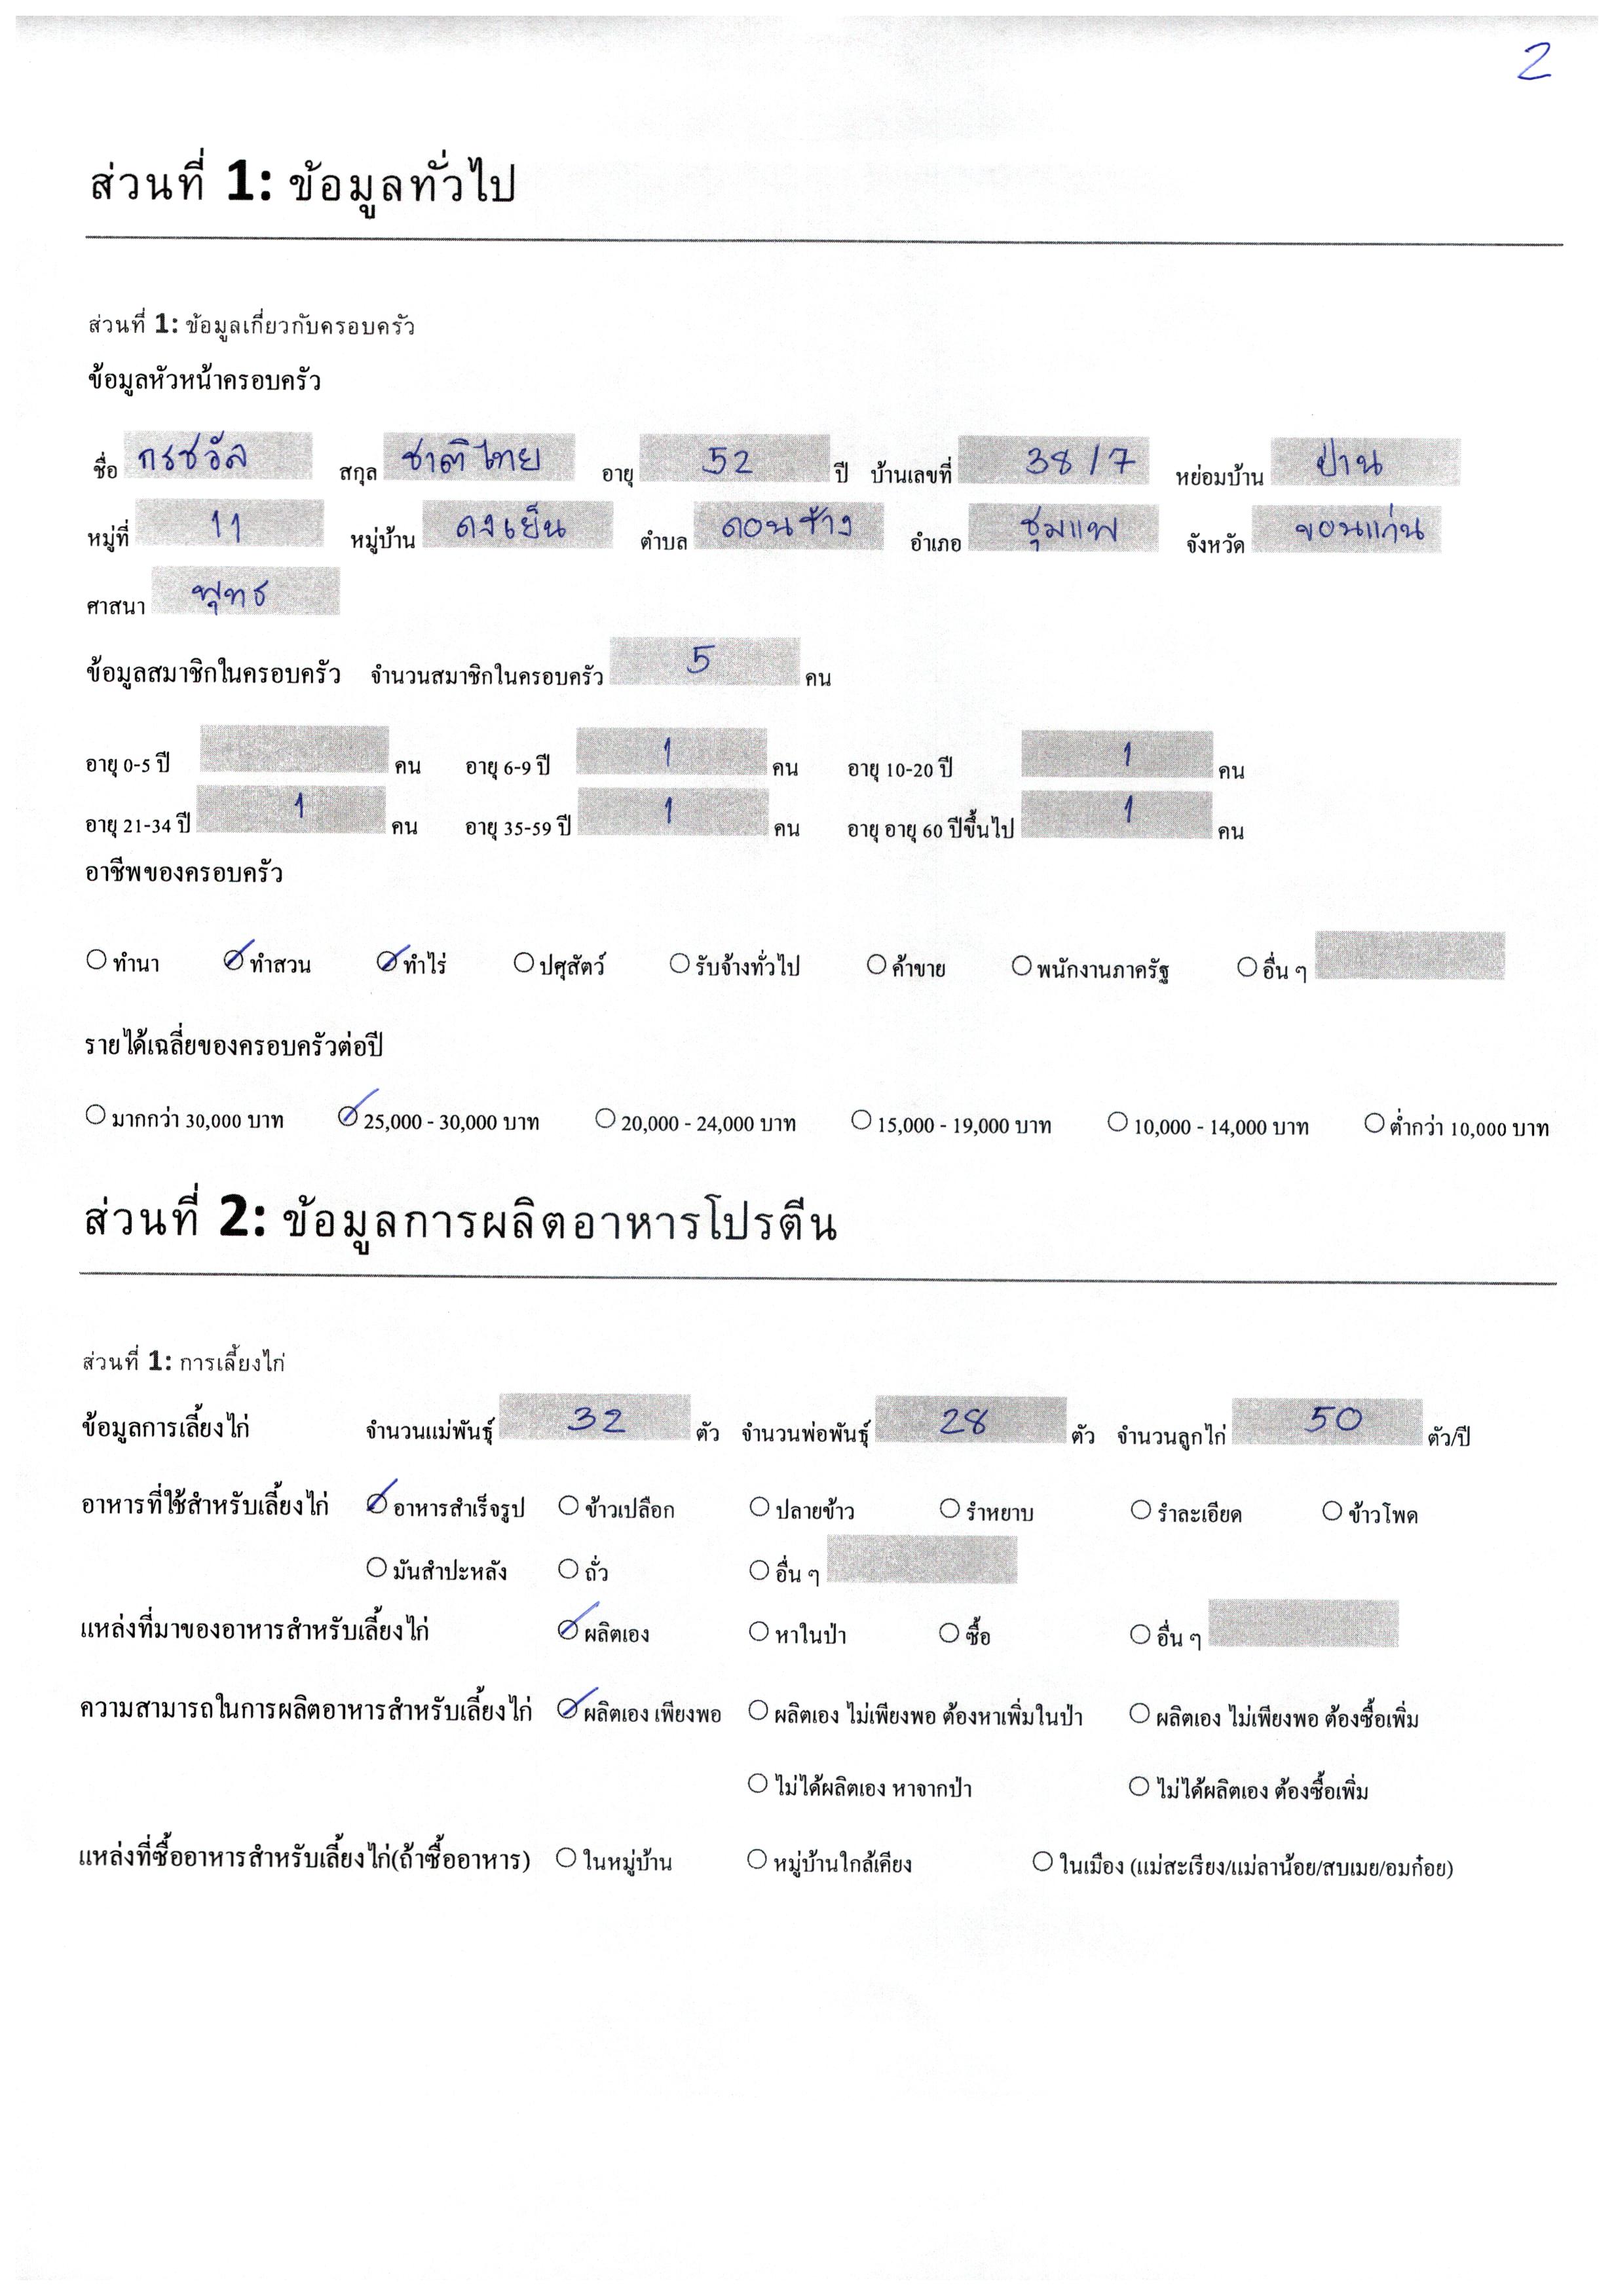 2
ส่วนที่ 1: ข้อมูลทั่วไป
ส่วนที่ 1: ข้อมูลเกี่ยวกับครอบครัว
ข้อมูลหัวหน้าครอบครัว
ชื่อ กรชวัล สกุล ชาติไทย อายุ 52 ปี บ้านเลขที่ 38/7 หย่อมบ้าน ป่าน
หมู่ที่ 11 หมู่บ้าน ดงเย็น ตำบล ดอนช้าง อำเภอ ชุมแพ จังหวัด ขอนแก่น
ศาสนา พุทธ
ข้อมูลสมาชิกในครอบครัว จำนวนสมาชิกในครอบครัว 5 คน
อายุ 0-5 ปี คน อายุ 6-9 ปี 1 คน อายุ 10-20 ปี 1 คน
อายุ 21-34 ปี 1 คน อายุ 35-59 ปี 1 คน อายุ อายุ 60 ปีขึ้นไป 1 คน
อาชีพของครอบครัว
ทำนา ทำสวน ทำไร่ ปศุสัตว์ รับจ้างทั่วไป ค้าขาย พนักงานภาครัฐ อื่น ๆ
รายได้เฉลี่ยของครอบครัวต่อปี
มากกว่า 30,000 บาท 25,000 - 30,000 บาท 20,000 - 24,000 บาท 15,000 - 19,000 บาท 10,000 - 14,000 บาท ต่ำกว่า 10,000 บาท
ส่วนที่ 2: ข้อมูลการผลิตอาหารโปรตีน
ส่วนที่ 1: การเลี้ยงไก่
ข้อมูลการเลี้ยงไก่ จำนวนแม่พันธุ์ 32 ตัว จำนวนพ่อพันธุ์ 28 ตัว จำนวนลูกไก่ 50 ตัว/ปี
อาหารที่ใช้สำหรับเลี้ยงไก่ อาหารสำเร็จรูป ข้าวเปลือก ปลายข้าว รำหยาบ รำละเอียด ข้าวโพด
มันสำปะหลัง ถั่ว อื่น ๆ
แหล่งที่มาของอาหารสำหรับเลี้ยงไก่ ผลิตเอง หาในป่า ซื้อ อื่น ๆ
ความสามารถในการผลิตอาหารสำหรับเลี้ยงไก่ ผลิตเอง เพียงพอ ผลิตเอง ไม่เพียงพอ ต้องหาเพิ่มในป่า ผลิตเอง ไม่เพียงพอ ต้องซื้อเพิ่ม
ไม่ได้ผลิตเอง หาจากป่า ไม่ได้ผลิตเอง ต้องซื้อเพิ่ม
แหล่งที่ซื้ออาหารสำหรับเลี้ยงไก่(ถ้าซื้ออาหาร) ในหมู่บ้าน หมู่บ้านใกล้เคียง ในเมือง (แม่สะเรียง/แม่ลาน้อย/สบเมย/อมก๋อย)